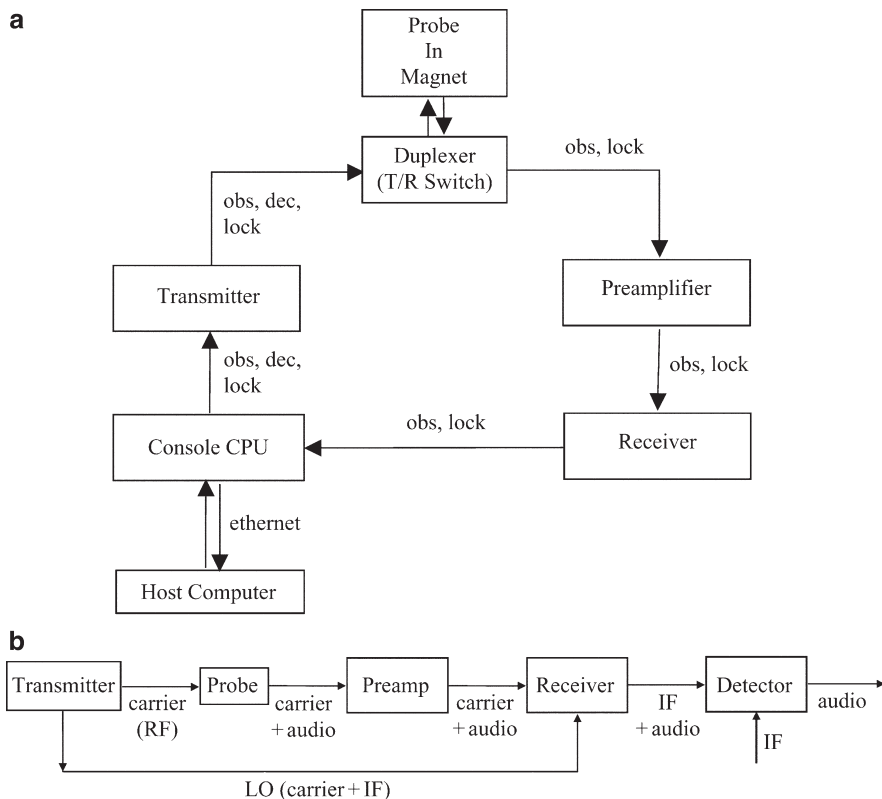 a
Probe
In
Magnet
Duplexer
(T/R Switch)
obs, lock
obs, dec,
lock
Transmitter
Preamplifier
obs, dec,
lock
obs, lock
Console CPU
obs, lock
Receiver
ethernet
Host Computer
b
Transmitter
carrier
(RF)
Probe
carrier
+ audio
Preamp
carrier
+ audio
Receiver
IF
+ audio
Detector
audio
IF
LO (carrier + IF)